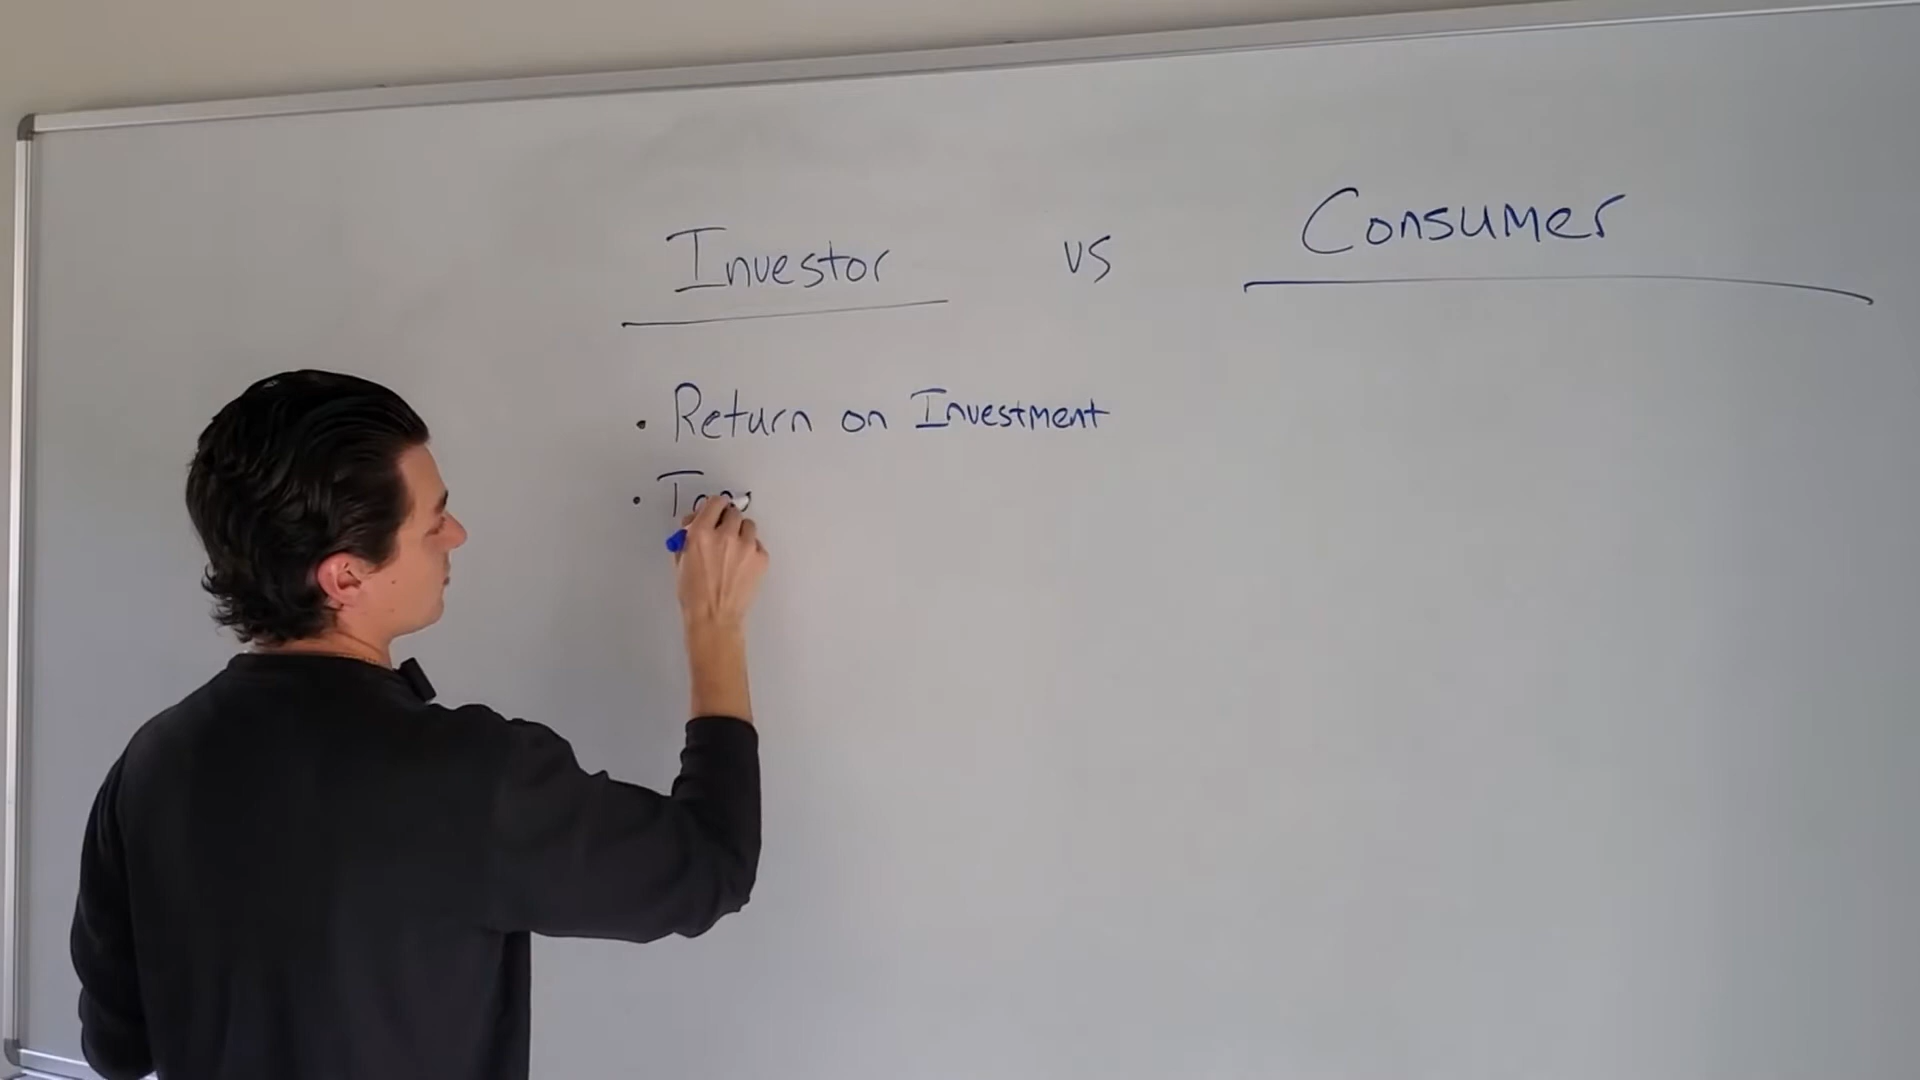 Investor vs Consumer
• Return on Investment
•